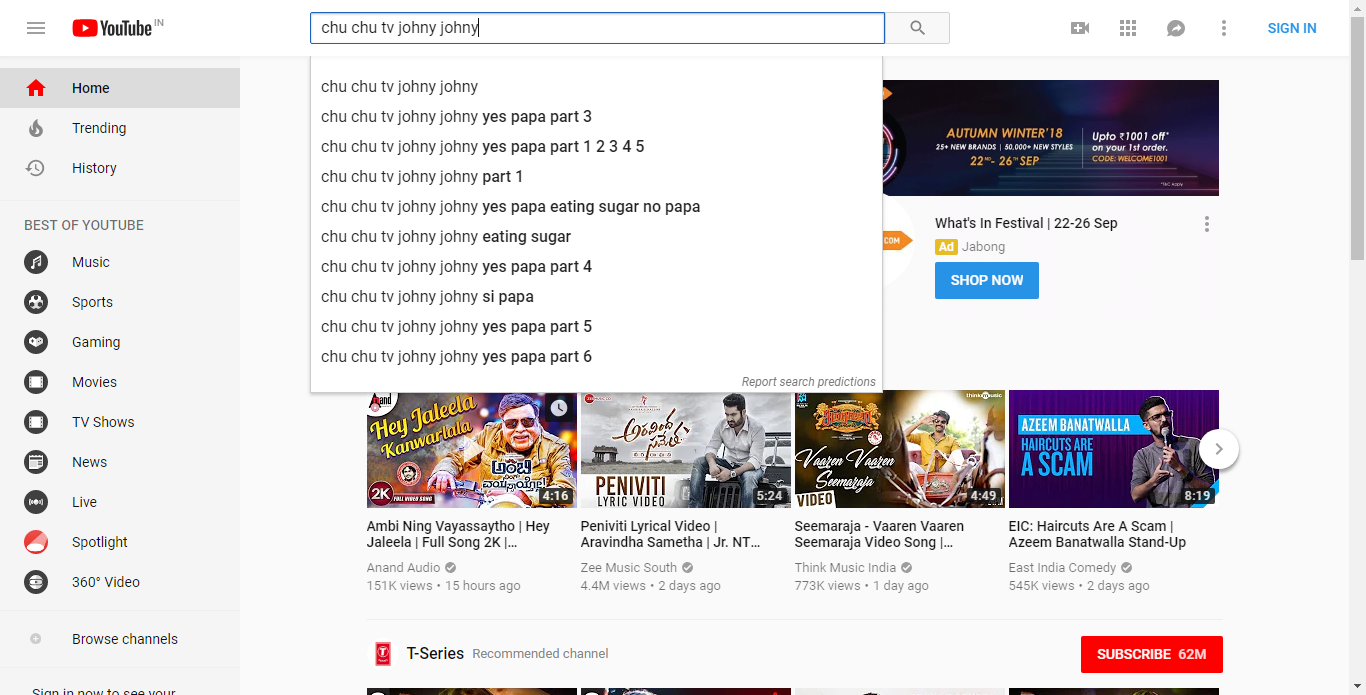 YouTube IN
chu chu tv johny johny
SIGN IN
Home
Trending
History
BEST OF YOUTUBE
Music
Sports
Gaming
Movies
TV Shows
News
Live
Spotlight
360° Video
Browse channels
Sign in now to see your
chu chu tv johny johny
chu chu tv johny johny yes papa part 3
chu chu tv johny johny yes papa part 1 2 3 4 5
chu chu tv johny johny part 1
chu chu tv johny johny yes papa eating sugar no papa
chu chu tv johny johny eating sugar
chu chu tv johny johny yes papa part 4
chu chu tv johny johny si papa
chu chu tv johny johny yes papa part 5
chu chu tv johny johny yes papa part 6
Report search predictions
AUTUMN WINTER'18
25+ NEW BRANDS | 50,000+ NEW STYLES
22ND- 26TH SEP
Upto ₹1001 off*
on your 1st order.
CODE: WELCOME1001
*T&C Apply
COM
What's In Festival | 22-26 Sep
Ad Jabong
SHOP NOW
Anand
Hey Jaleela
Kanwarlala
ಅಂಬಿ
2K FULL VIDEO SONG
4:16
Ambi Ning Vayassaytho | Hey
Jaleela | Full Song 2K |...
Anand Audio
151K views • 15 hours ago
అరవింద
సమేత
PENIVITI
LYRIC VIDEO
5:24
Peniviti Lyrical Video |
Aravindha Sametha | Jr. NT...
Zee Music South
4.4M views • 2 days ago
think music
Vaaren Vaaren
Seemaraja
VIDEO
4:49
Seemaraja - Vaaren Vaaren
Seemaraja Video Song |...
Think Music India
773K views • 1 day ago
AZEEM BANATWALLA
HAIRCUTS ARE
A SCAM
8:19
EIC: Haircuts Are A Scam |
Azeem Banatwalla Stand-Up
East India Comedy
545K views • 2 days ago
T-Series Recommended channel
SUBSCRIBE 62M